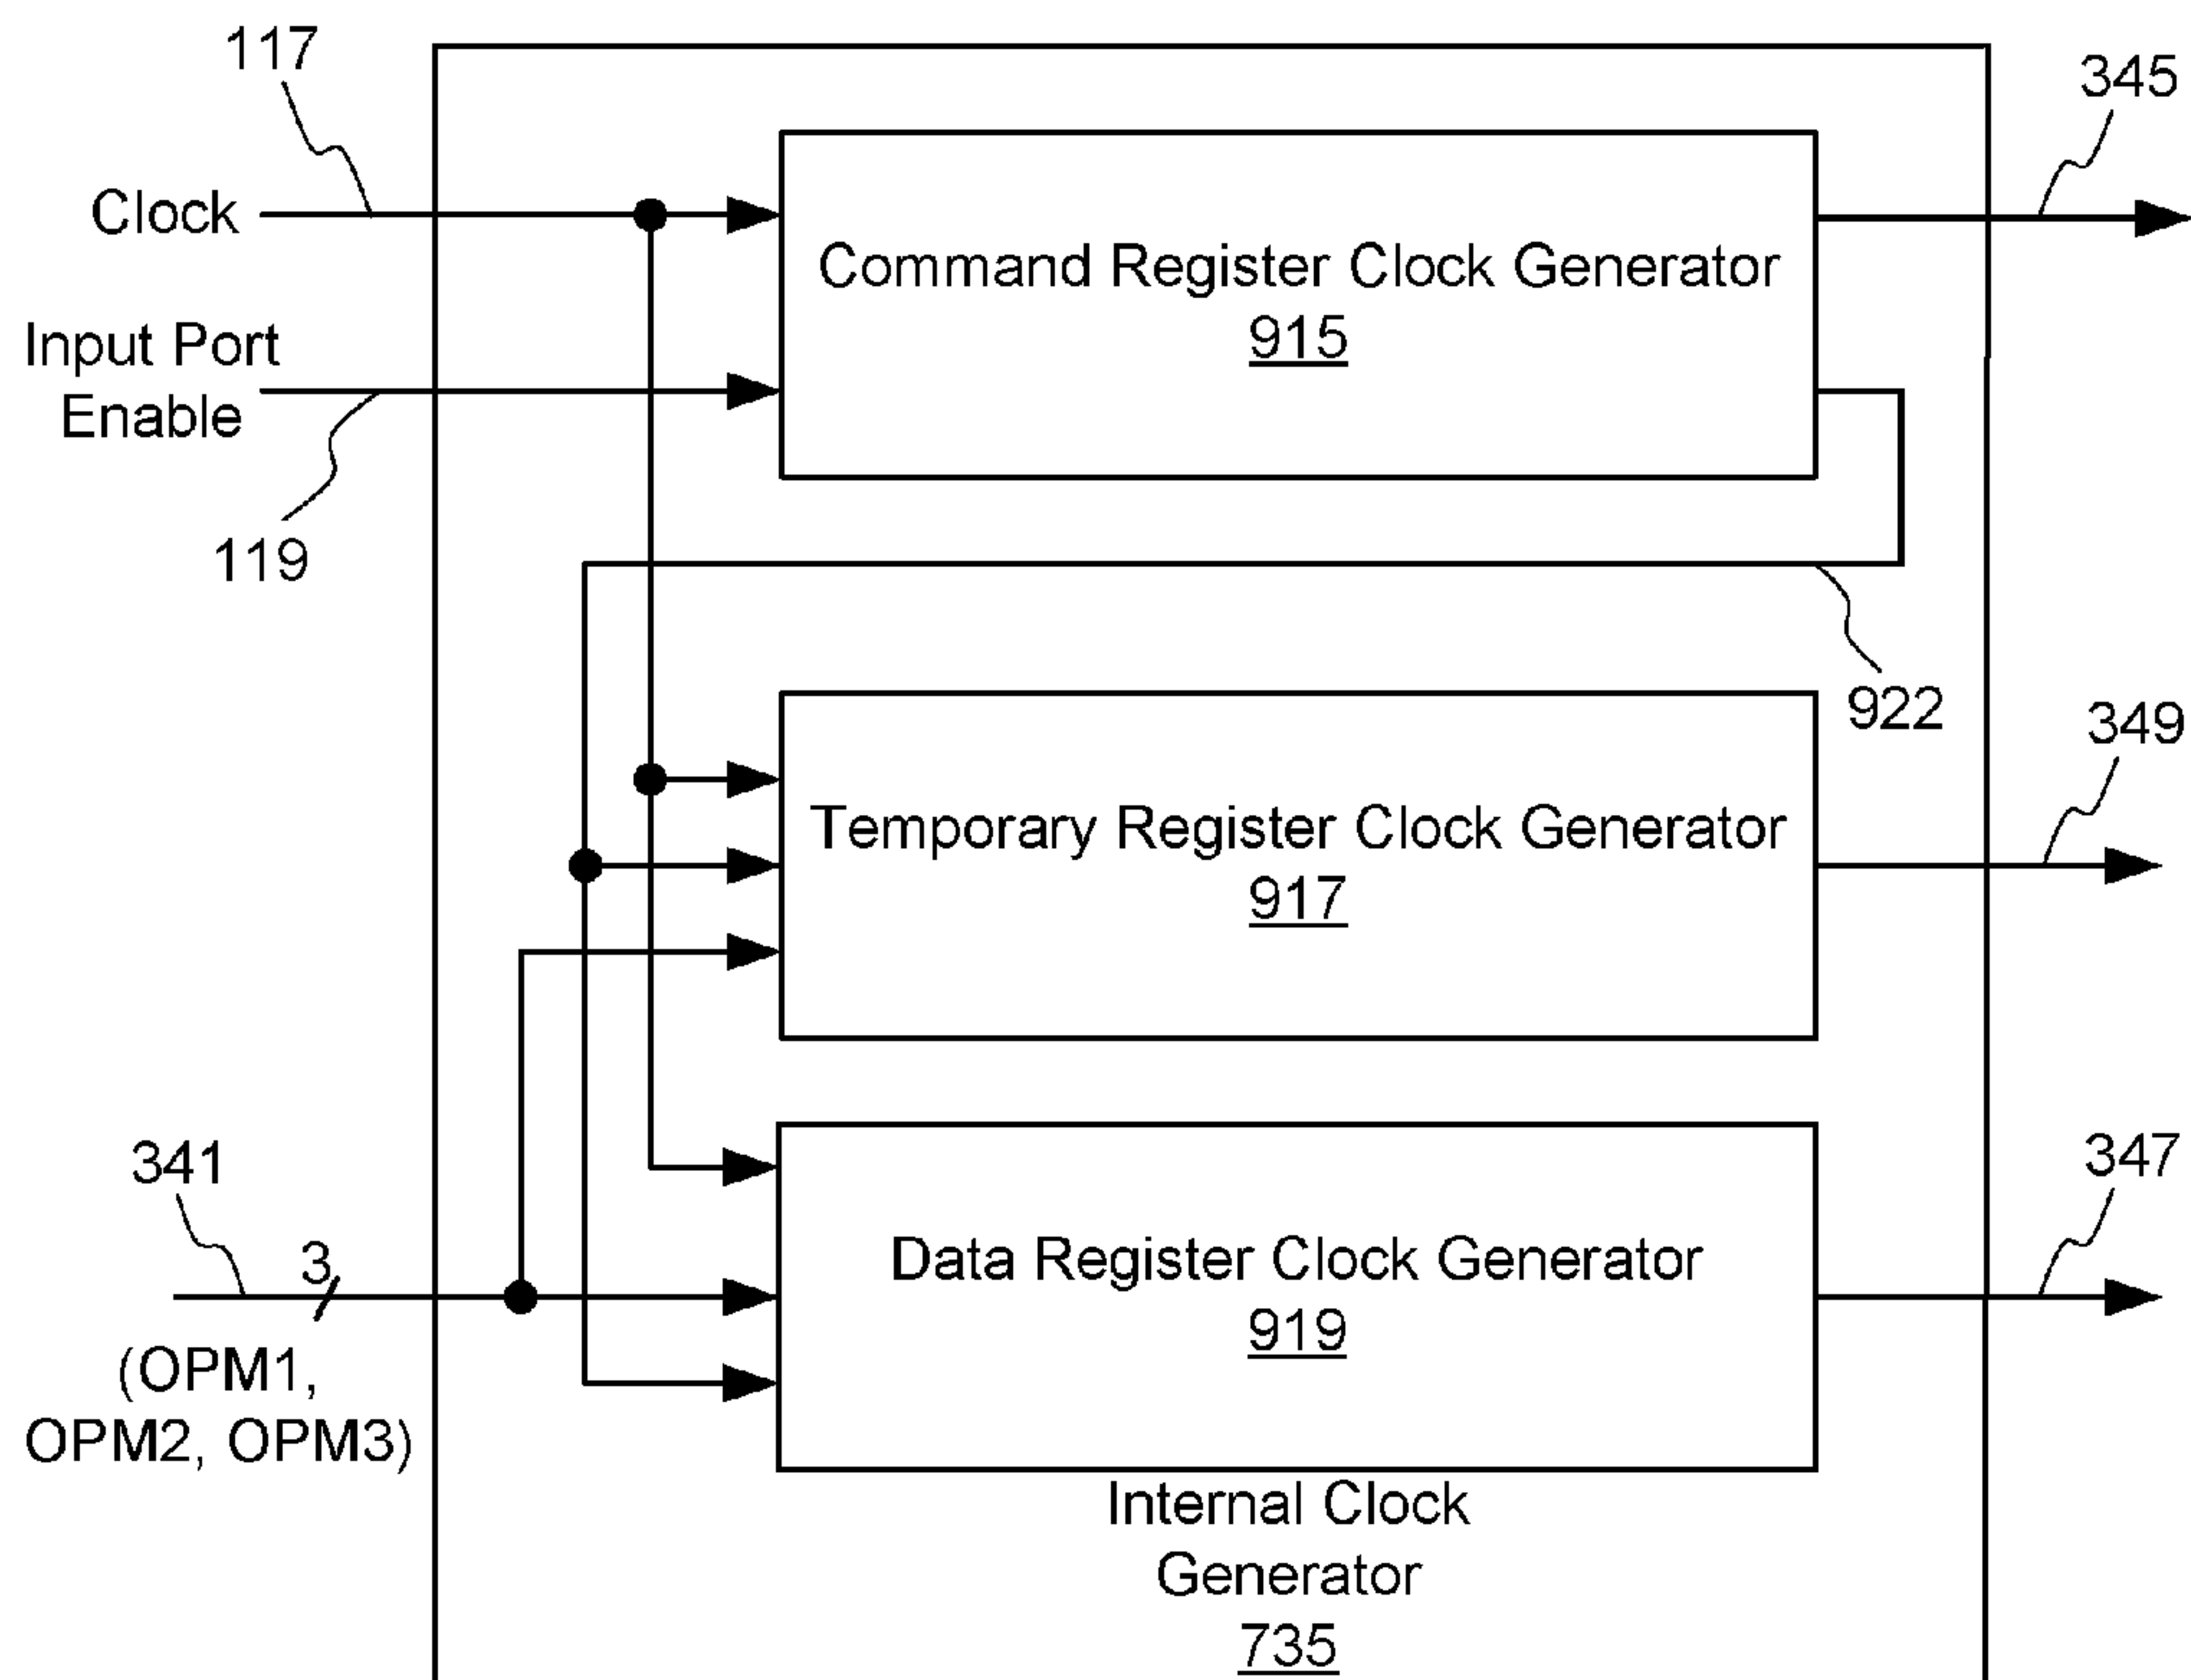 117
345
Clock
Command Register Clock Generator
915
Input Port
Enable
119
922
349
Temporary Register Clock Generator
917
341
347
3
Data Register Clock Generator
919
(OPM1,
OPM2, OPM3)
Internal Clock
Generator
735